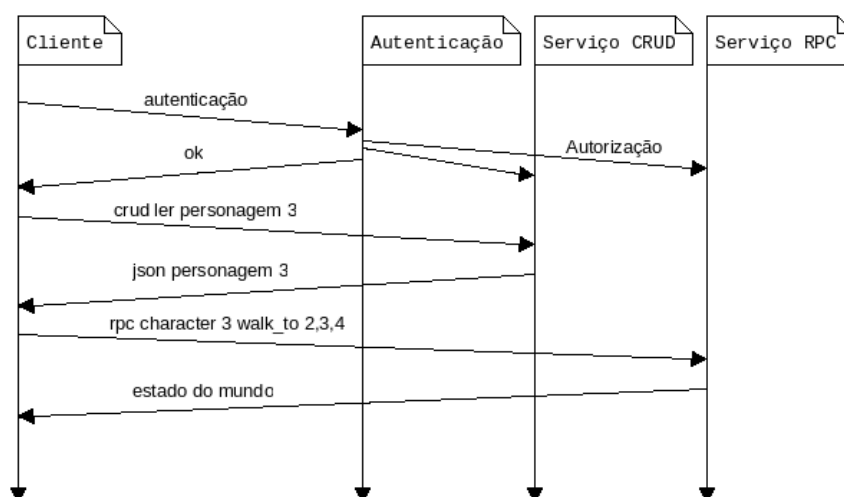 Cliente
Autenticação
Serviço CRUD
Serviço RPC
autenticação
Autorização
ok
crud ler personagem 3
json personagem 3
rpc character 3 walk_to 2,3,4
estado do mundo